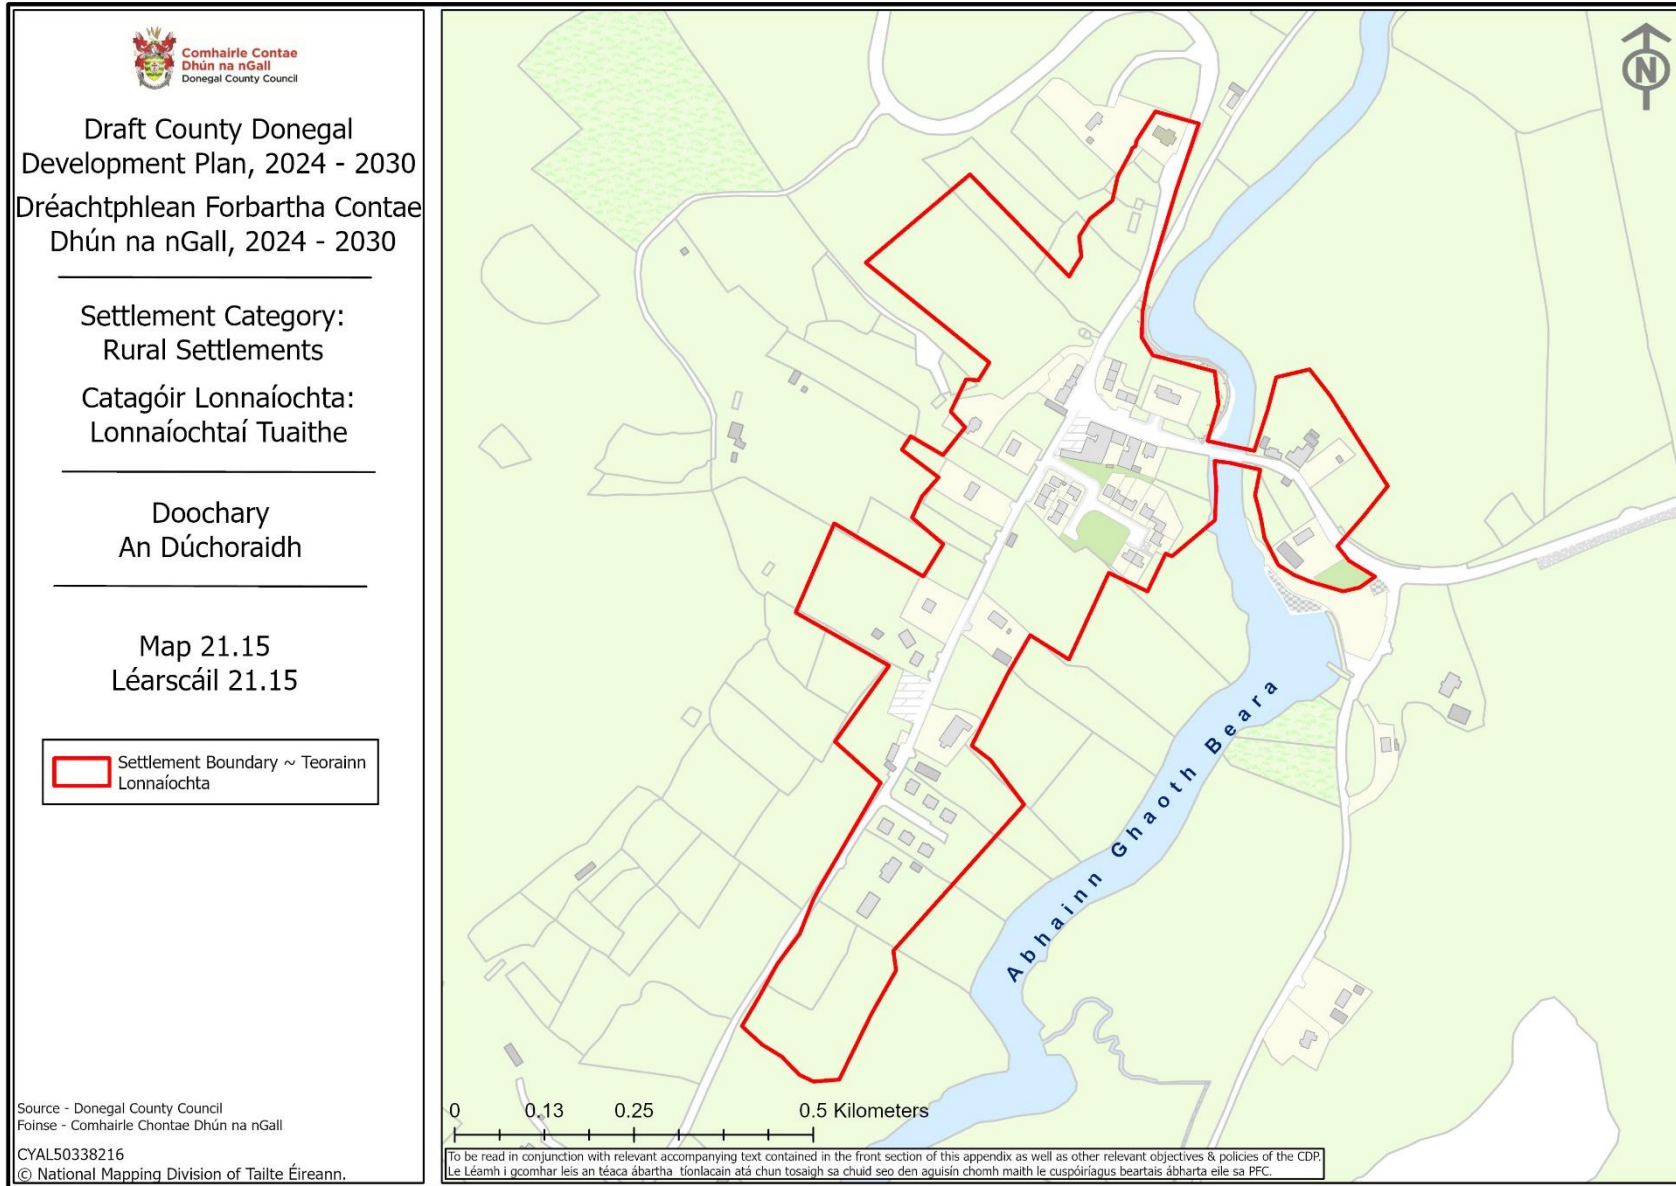 Comhairle Contae
Dhún na nGall
Donegal County Council
Draft County Donegal
Development Plan, 2024 - 2030
Dréachtphlean Forbartha Contae
Dhún na nGall, 2024 - 2030
Settlement Category:
Rural Settlements
Catagóir Lonnaíochta:
Lonnaíochtaí Tuaithe
Doochary
An Dúchoraidh
Map 21.15
Léarscáil 21.15
Settlement Boundary ~ Teorainn
Lonnaíochta
Source - Donegal County Council
Foinse - Comhairle Chontae Dhún na nGall
CYAL50338216
© National Mapping Division of Tailte Éireann.
N
Abhainn Ghaoth Beara
0 0.13 0.25 0.5 Kilometers
To be read in conjunction with relevant accompanying text contained in the front section of this appendix as well as other relevant objectives & policies of the CDP.
Le Léamh i gcomhar leis an téaca ábartha tíonlacain atá chun tosaigh sa chuid seo den aguisín chomh maith le cuspóiríagus beartais ábharta eile sa PFC.